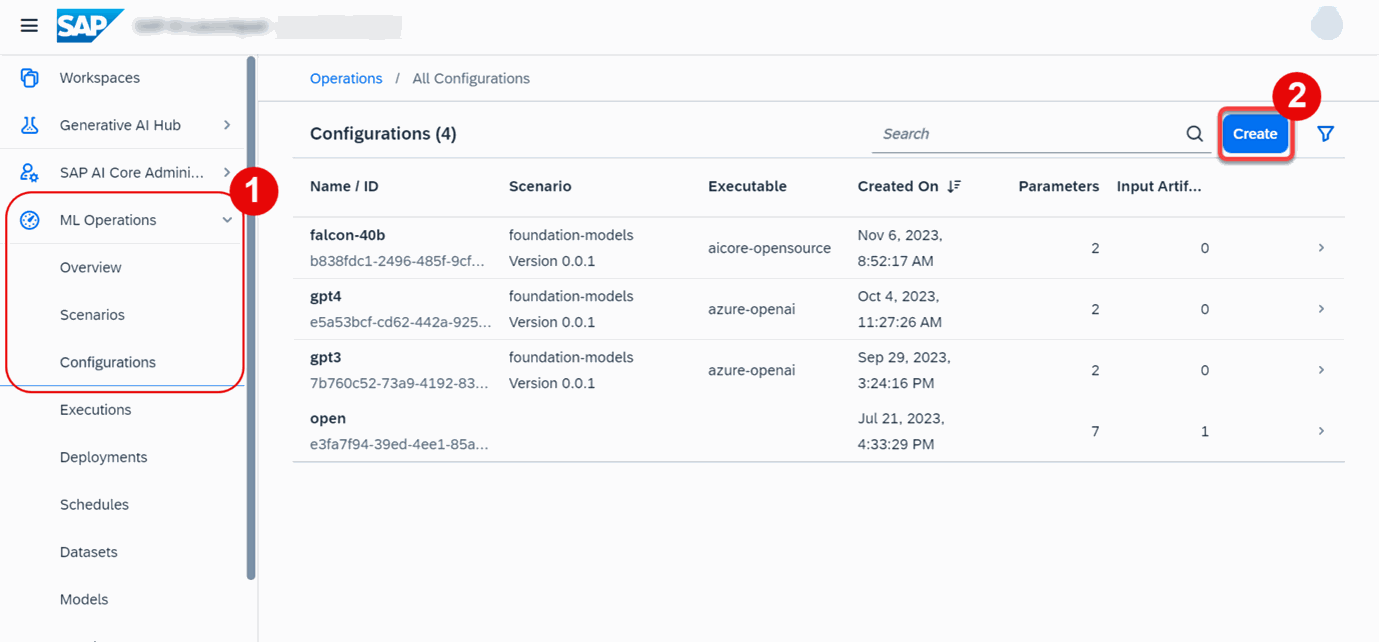 SAP
Workspaces
Generative AI Hub
SAP AI Core Admini...
1
ML Operations
Overview
Scenarios
Configurations
Executions
Deployments
Schedules
Datasets
Models
Operations / All Configurations
2
Configurations (4)
Search
Create
Name / ID Scenario Executable Created On Parameters Input Artif...
falcon-40b foundation-models aicore-opensource Nov 6, 2023, 2 0
b838fdc1-2496-485f-9cf... Version 0.0.1 8:52:17 AM
gpt4 foundation-models azure-openai Oct 4, 2023, 2 0
e5a53bcf-cd62-442a-925... Version 0.0.1 11:27:26 AM
gpt3 foundation-models azure-openai Sep 29, 2023, 2 0
7b760c52-73a9-4192-83... Version 0.0.1 3:24:16 PM
open Jul 21, 2023, 7 1
e3fa7f94-39ed-4ee1-85a... 4:33:29 PM